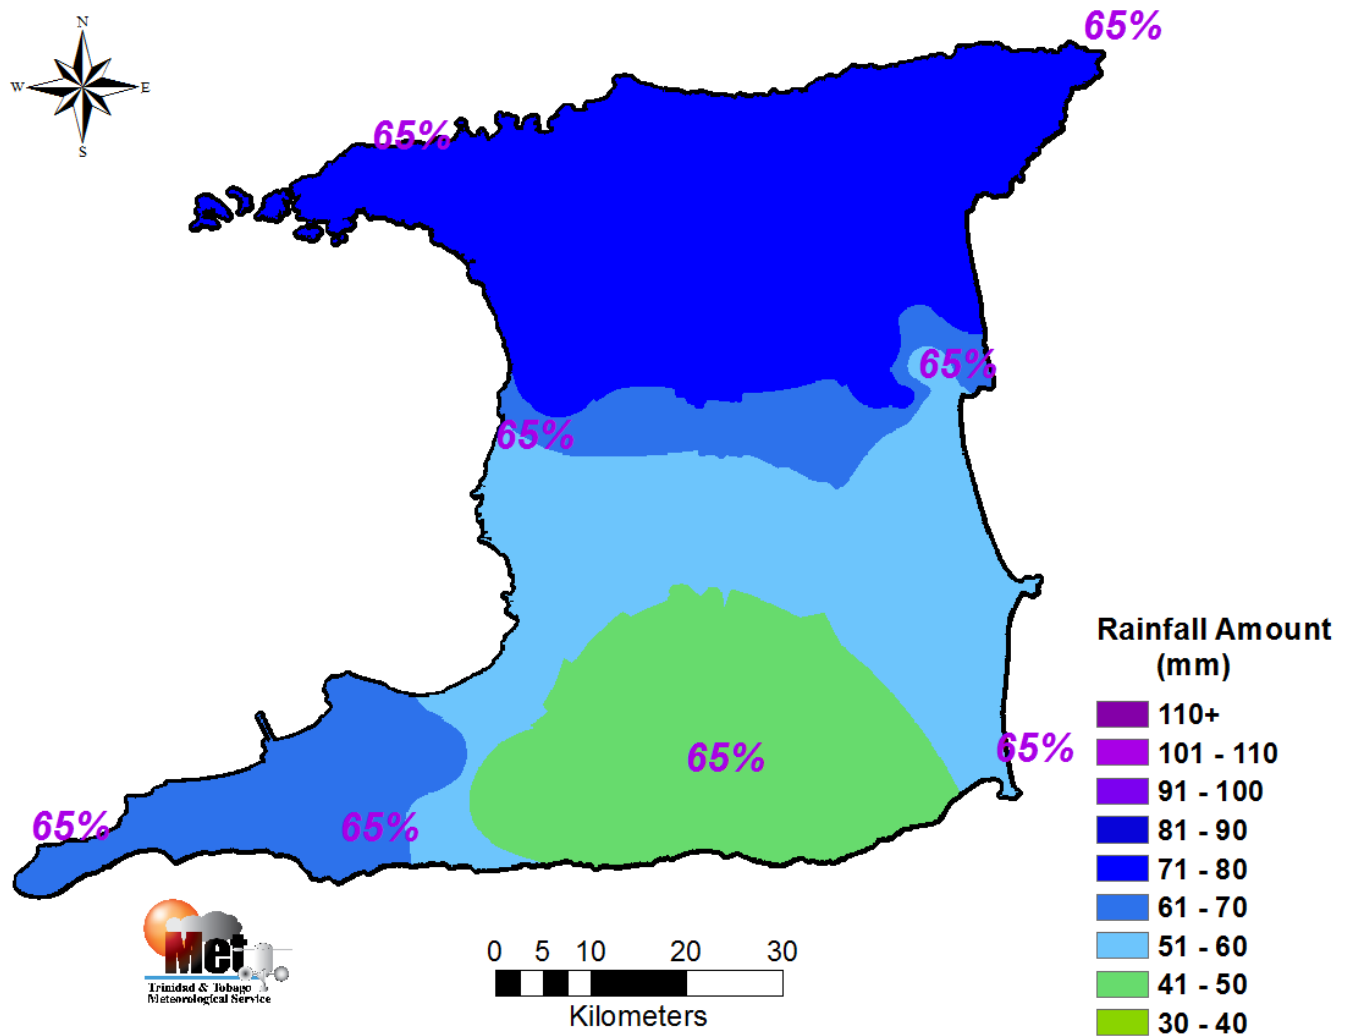 N
65%
W
E
65%
S
65%
65%
Rainfall Amount
(mm)
110+
65%
65%
101 - 110
91 - 100
65%
65%
81 - 90
71 - 80
61 - 70
Met
0 5 10 20 30
51 - 60
Trinidad & Tobago
Meteorological Service
41 - 50
Kilometers
30 - 40